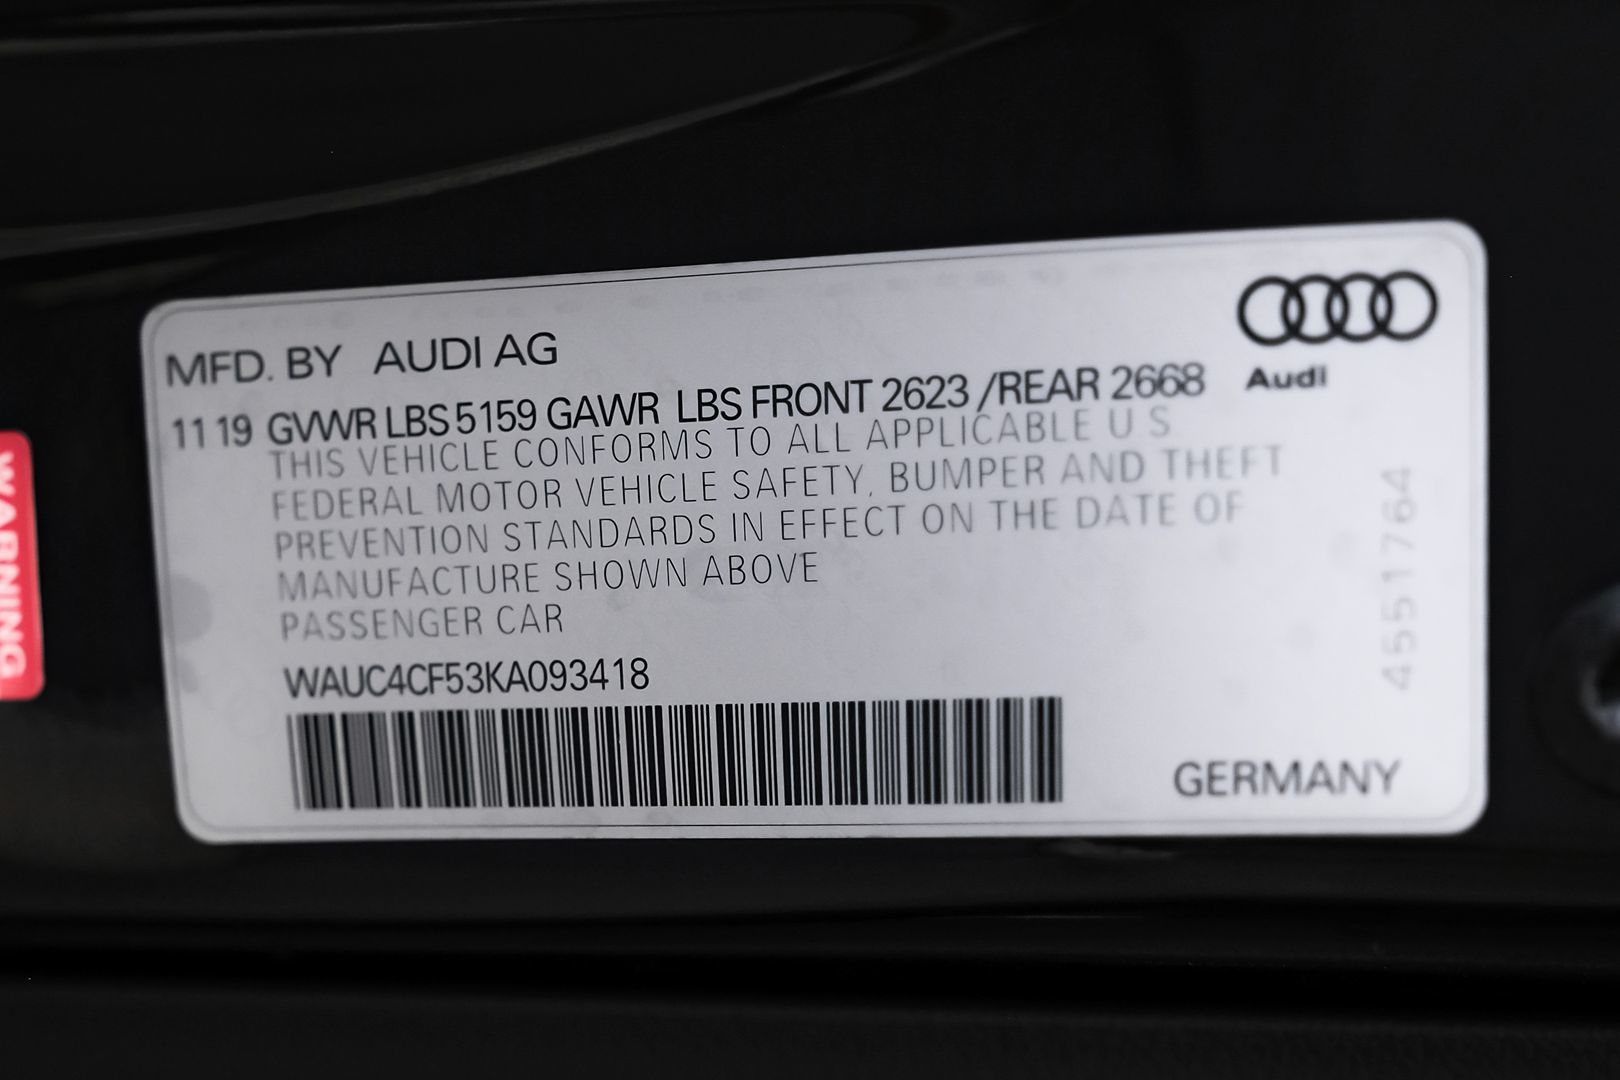 MFD. BY AUDI AG
Audi
11 19 GVWR LBS 5159 GAWR LBS FRONT 2623 /REAR 2668
THIS VEHICLE CONFORMS TO ALL APPLICABLE U S
FEDERAL MOTOR VEHICLE SAFETY, BUMPER AND THEFT
PREVENTION STANDARDS IN EFFECT ON THE DATE OF
MANUFACTURE SHOWN ABOVE
PASSENGER CAR
WAUC4CF53KA093418
GERMANY
4551764
WARNING